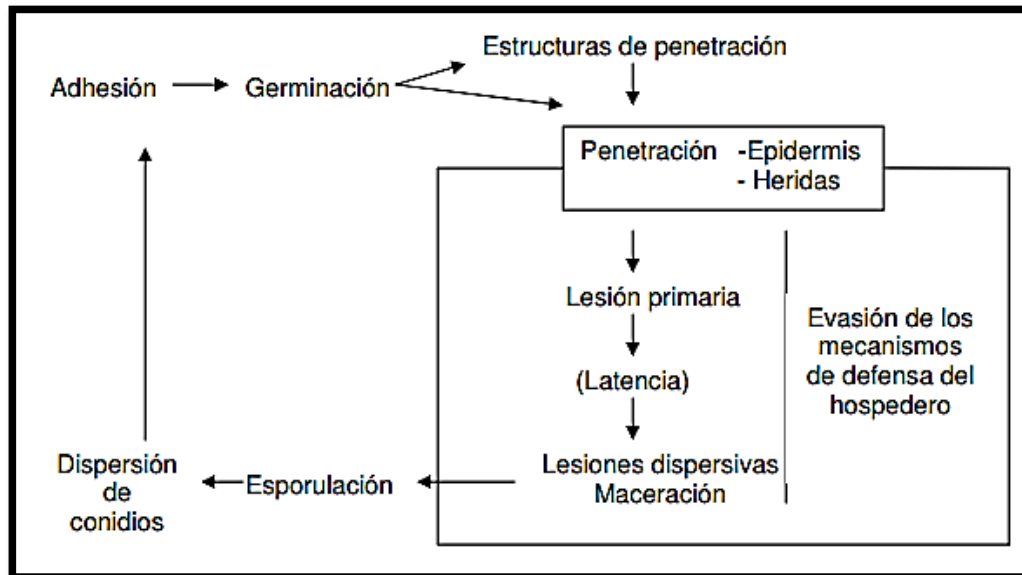 Estructuras de penetración
Adhesión
Germinación
Penetración -Epidermis
- Heridas
Lesión primaria
(Latencia)
Lesiones dispersivas
Maceración
Evasión de los
mecanismos
de defensa del
hospedero
Esporulación
Dispersión
de
conidios